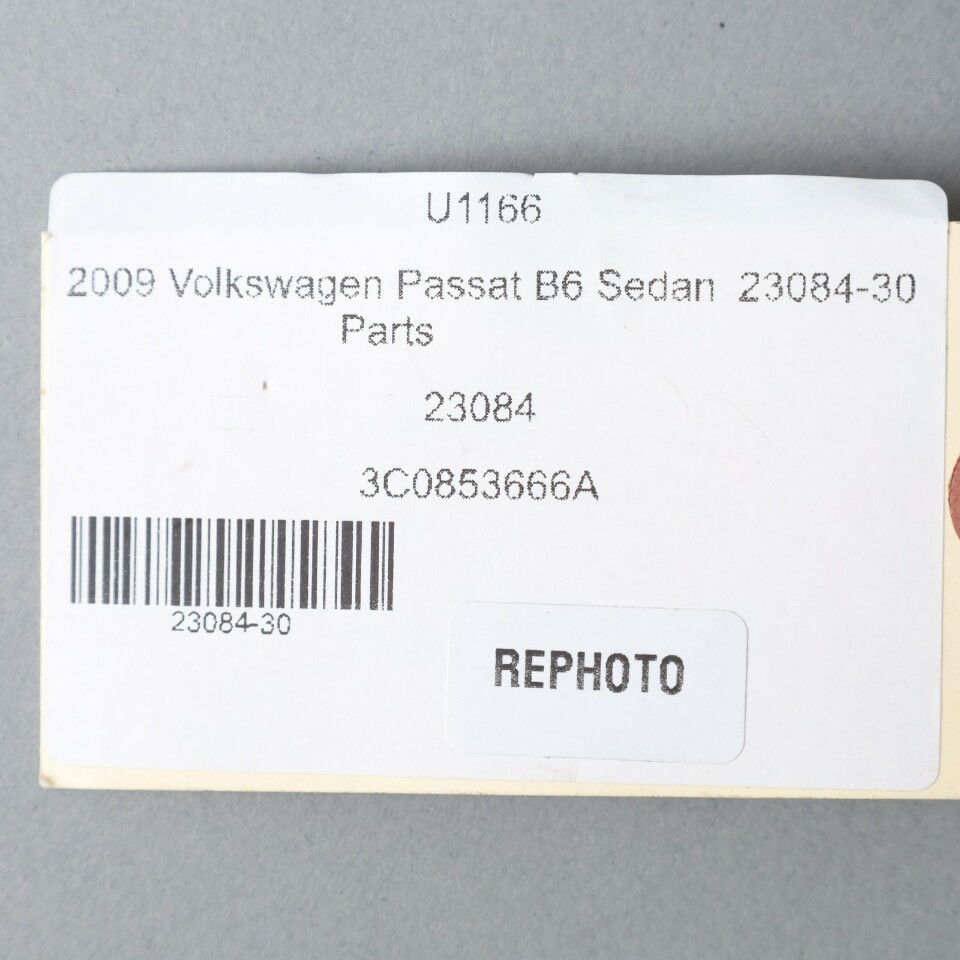 U1166
2009 Volkswagen Passat B6 Sedan 23084-30
Parts
23084
3C0853666A
23084-30
REPHOTO